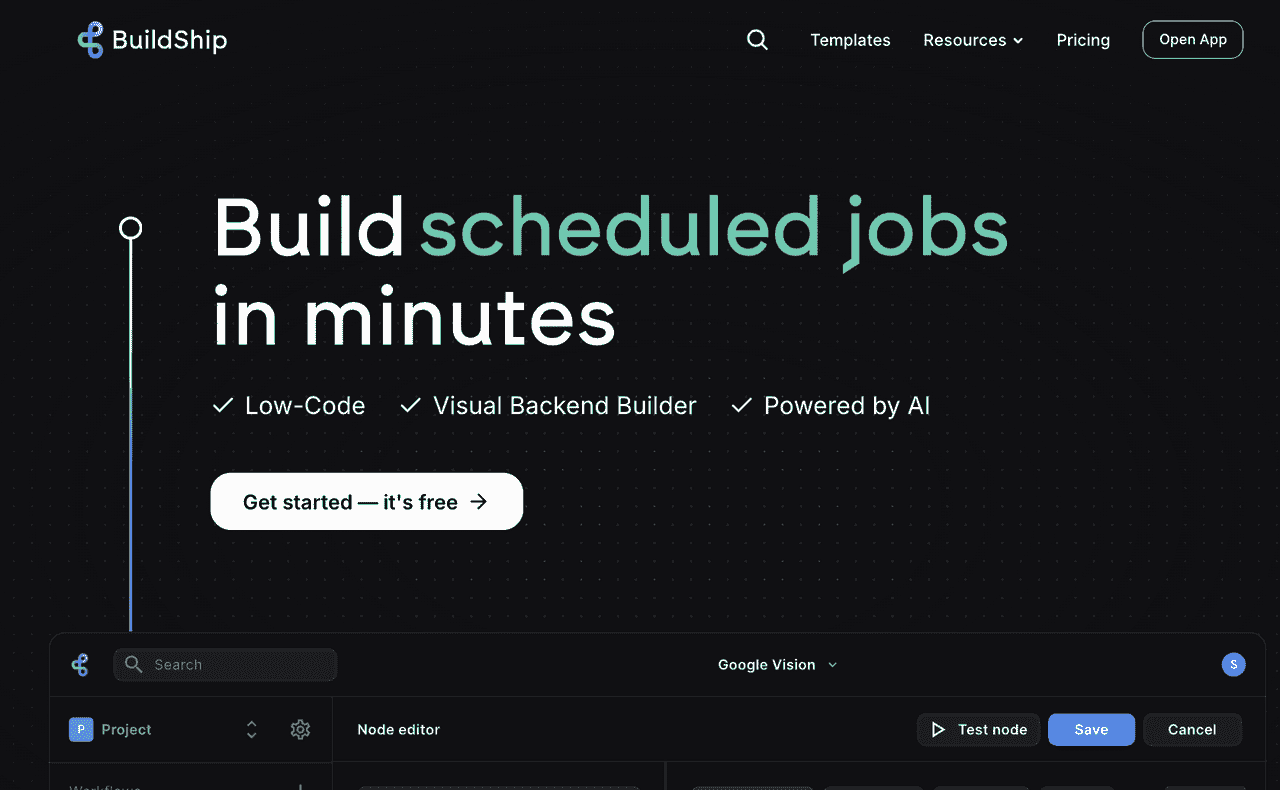 BuildShip
Templates
Resources
Pricing
Open App
Build scheduled jobs
in minutes
Low-Code
Visual Backend Builder
Powered by AI
Get started — it's free
Search
Google Vision
S
P
Project
Node editor
Test node
Save
Cancel
Workflows